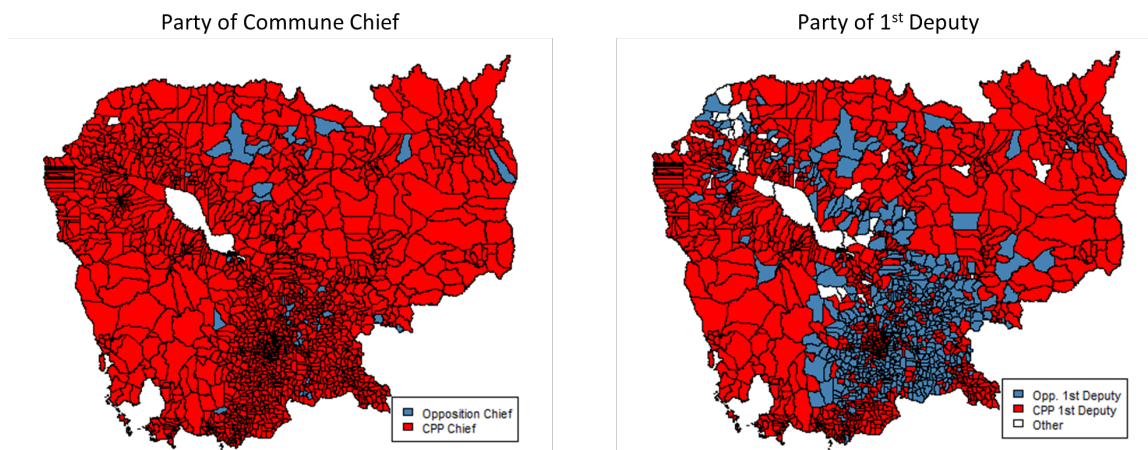 Party of Commune Chief
Party of 1st Deputy
Opposition Chief
CPP Chief
Opp. 1st Deputy
CPP 1st Deputy
Other